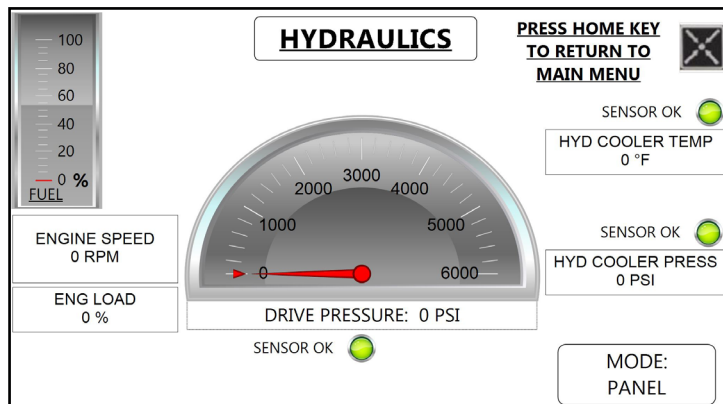 HYDRAULICS
PRESS HOME KEY
TO RETURN TO
MAIN MENU
100
80
60
40
20
0 %
FUEL
ENGINE SPEED
0 RPM
ENG LOAD
0 %
0
1000
2000
3000
4000
5000
6000
DRIVE PRESSURE: 0 PSI
SENSOR OK
SENSOR OK
HYD COOLER TEMP
0 °F
SENSOR OK
HYD COOLER PRESS
0 PSI
MODE:
PANEL